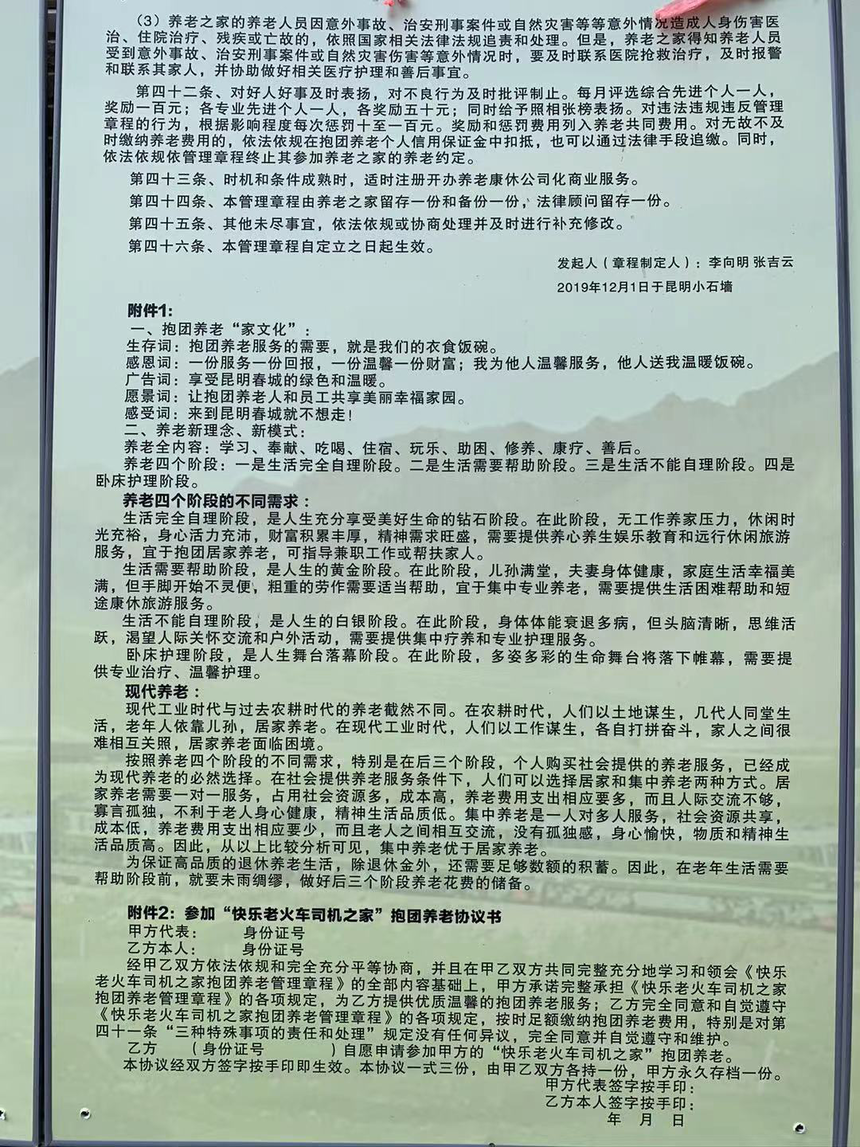 （3）养老之家的养老人员因意外事故、治安刑事案件或自然灾害等等意外情况造成人身伤害医
治、住院治疗、残疾或亡故的，依照国家相关法律法规追责和处理。但是，养老之家得知养老人员
受到意外事故、治安刑事案件或自然灾害伤害等意外情况时，要及时联系医院抢救治疗，及时报警
和联系其家人，并协助做好相关医疗护理和善后事宜。
第四十二条、对好人好事及时表扬，对不良行为及时批评制止。每月评选综合先进个人一人，
奖励一百元；各专业先进个人一人，各奖励五十元；同时给予照相张榜表扬。对违法违规违反管理
章程的行为，根据影响程度每次惩罚十至一百元。奖励和惩罚费用列入养老共同费用。对无故不及
时缴纳养老费用的，依法依规在抱团养老个人信用保证金中扣抵，也可以通过法律手段追缴。同时，
依法依规依管理章程终止其参加养老之家的养老约定。
第四十三条、时机和条件成熟时，适时注册开办养老康休公司化商业服务。
第四十四条、本管理章程由养老之家留存一份和备份一份，法律顾问留存一份。
第四十五条、其他未尽事宜，依法依规或协商处理并及时进行补充修改。
第四十六条、本管理章程自定立之日起生效。
发起人（章程制定人）：李向明 张吉云
2019年12月1日于昆明小石墙
附件1：
一、抱团养老“家文化”：
生存词：抱团养老服务的需要，就是我们的衣食饭碗。
感恩词：一份服务一份回报，一份温馨一份财富；我为他人温馨服务，他人送我温暖饭碗。
广告词：享受昆明春城的绿色和温暖。
愿景词：让抱团养老人和员工共享美丽幸福家园。
感受词：来到昆明春城就不想走！
二、养老新理念、新模式：
养老全内容：学习、奉献、吃喝、住宿、玩乐、助困、修养、康疗、善后。
养老四个阶段：一是生活完全自理阶段。二是生活需要帮助阶段。三是生活不能自理阶段。四是
卧床护理阶段。
养老四个阶段的不同需求：
生活完全自理阶段，是人生充分享受美好生命的钻石阶段。在此阶段，无工作养家压力，休闲时
光充裕，身心活力充沛，财富积累丰厚，精神需求旺盛，需要提供养心养生娱乐教育和远行休闲旅游
服务，宜于抱团居家养老，可指导兼职工作或帮扶家人。
生活需要帮助阶段，是人生的黄金阶段。在此阶段，儿孙满堂，夫妻身体健康，家庭生活幸福美
满，但手脚开始不灵便，粗重的劳作需要适当帮助，宜于集中专业养老，需要提供生活困难帮助和短
途康休旅游服务。
生活不能自理阶段，是人生的白银阶段。在此阶段，身体体能衰退多病，但头脑清晰，思维活
跃，渴望人际关怀交流和户外活动，需要提供集中疗养和专业护理服务。
卧床护理阶段，是人生舞台落幕阶段。在此阶段，多姿多彩的生命舞台将落下帷幕，需要提
供专业治疗、温馨护理。
现代养老：
现代工业时代与过去农耕时代的养老截然不同。在农耕时代，人们以土地谋生，几代人同堂生
活，老年人依靠儿孙，居家养老。在现代工业时代，人们以工作谋生，各自打拼奋斗，家人之间很
难相互关照，居家养老面临困境。
按照养老四个阶段的不同需求，特别是在后三个阶段，个人购买社会提供的养老服务，已经成
为现代养老的必然选择。在社会提供养老服务条件下，人们可以选择居家和集中养老两种方式。居
家养老需要一对一服务，占用社会资源多，成本高，养老费用支出相应要多，而且人际交流不够，
寡言孤独，不利于老人身心健康，精神生活品质低。集中养老是一人对多人服务，社会资源共享，
成本低，养老费用支出相应要少，而且老人之间相互交流，没有孤独感，身心愉快，物质和精神生
活品质高。因此，从以上比较分析可见，集中养老优于居家养老。
为保证高品质的退休养老生活，除退休金外，还需要足够数额的积蓄。因此，在老年生活需要
帮助阶段前，就要未雨绸缪，做好后三个阶段养老花费的储备。
附件2：参加“快乐老火车司机之家”抱团养老协议书
甲方代表： 身份证号
乙方本人： 身份证号
经甲乙双方依法依规和完全充分平等协商，并且在甲乙双方共同完整充分地学习和领会《快乐
老火车司机之家抱团养老管理章程》的全部内容基础上，甲方承诺完整承担《快乐老火车司机之家
抱团养老管理章程》的各项规定，为乙方提供优质温馨的抱团养老服务；乙方完全同意和自觉遵守
《快乐老火车司机之家抱团养老管理章程》的各项规定，按时足额缴纳抱团养老费用，特别是对第
四十一条“三种特殊事项的责任和处理”规定没有任何异议，完全同意并自觉遵守和维护。
乙方 （身份证号 ）自愿申请参加甲方的“快乐老火车司机之家”抱团养老。
本协议经双方签字按手印即生效。本协议一式三份，由甲乙双方各持一份，甲方永久存档一份。
甲方代表签字按手印：
乙方本人签字按手印：
年 月 日